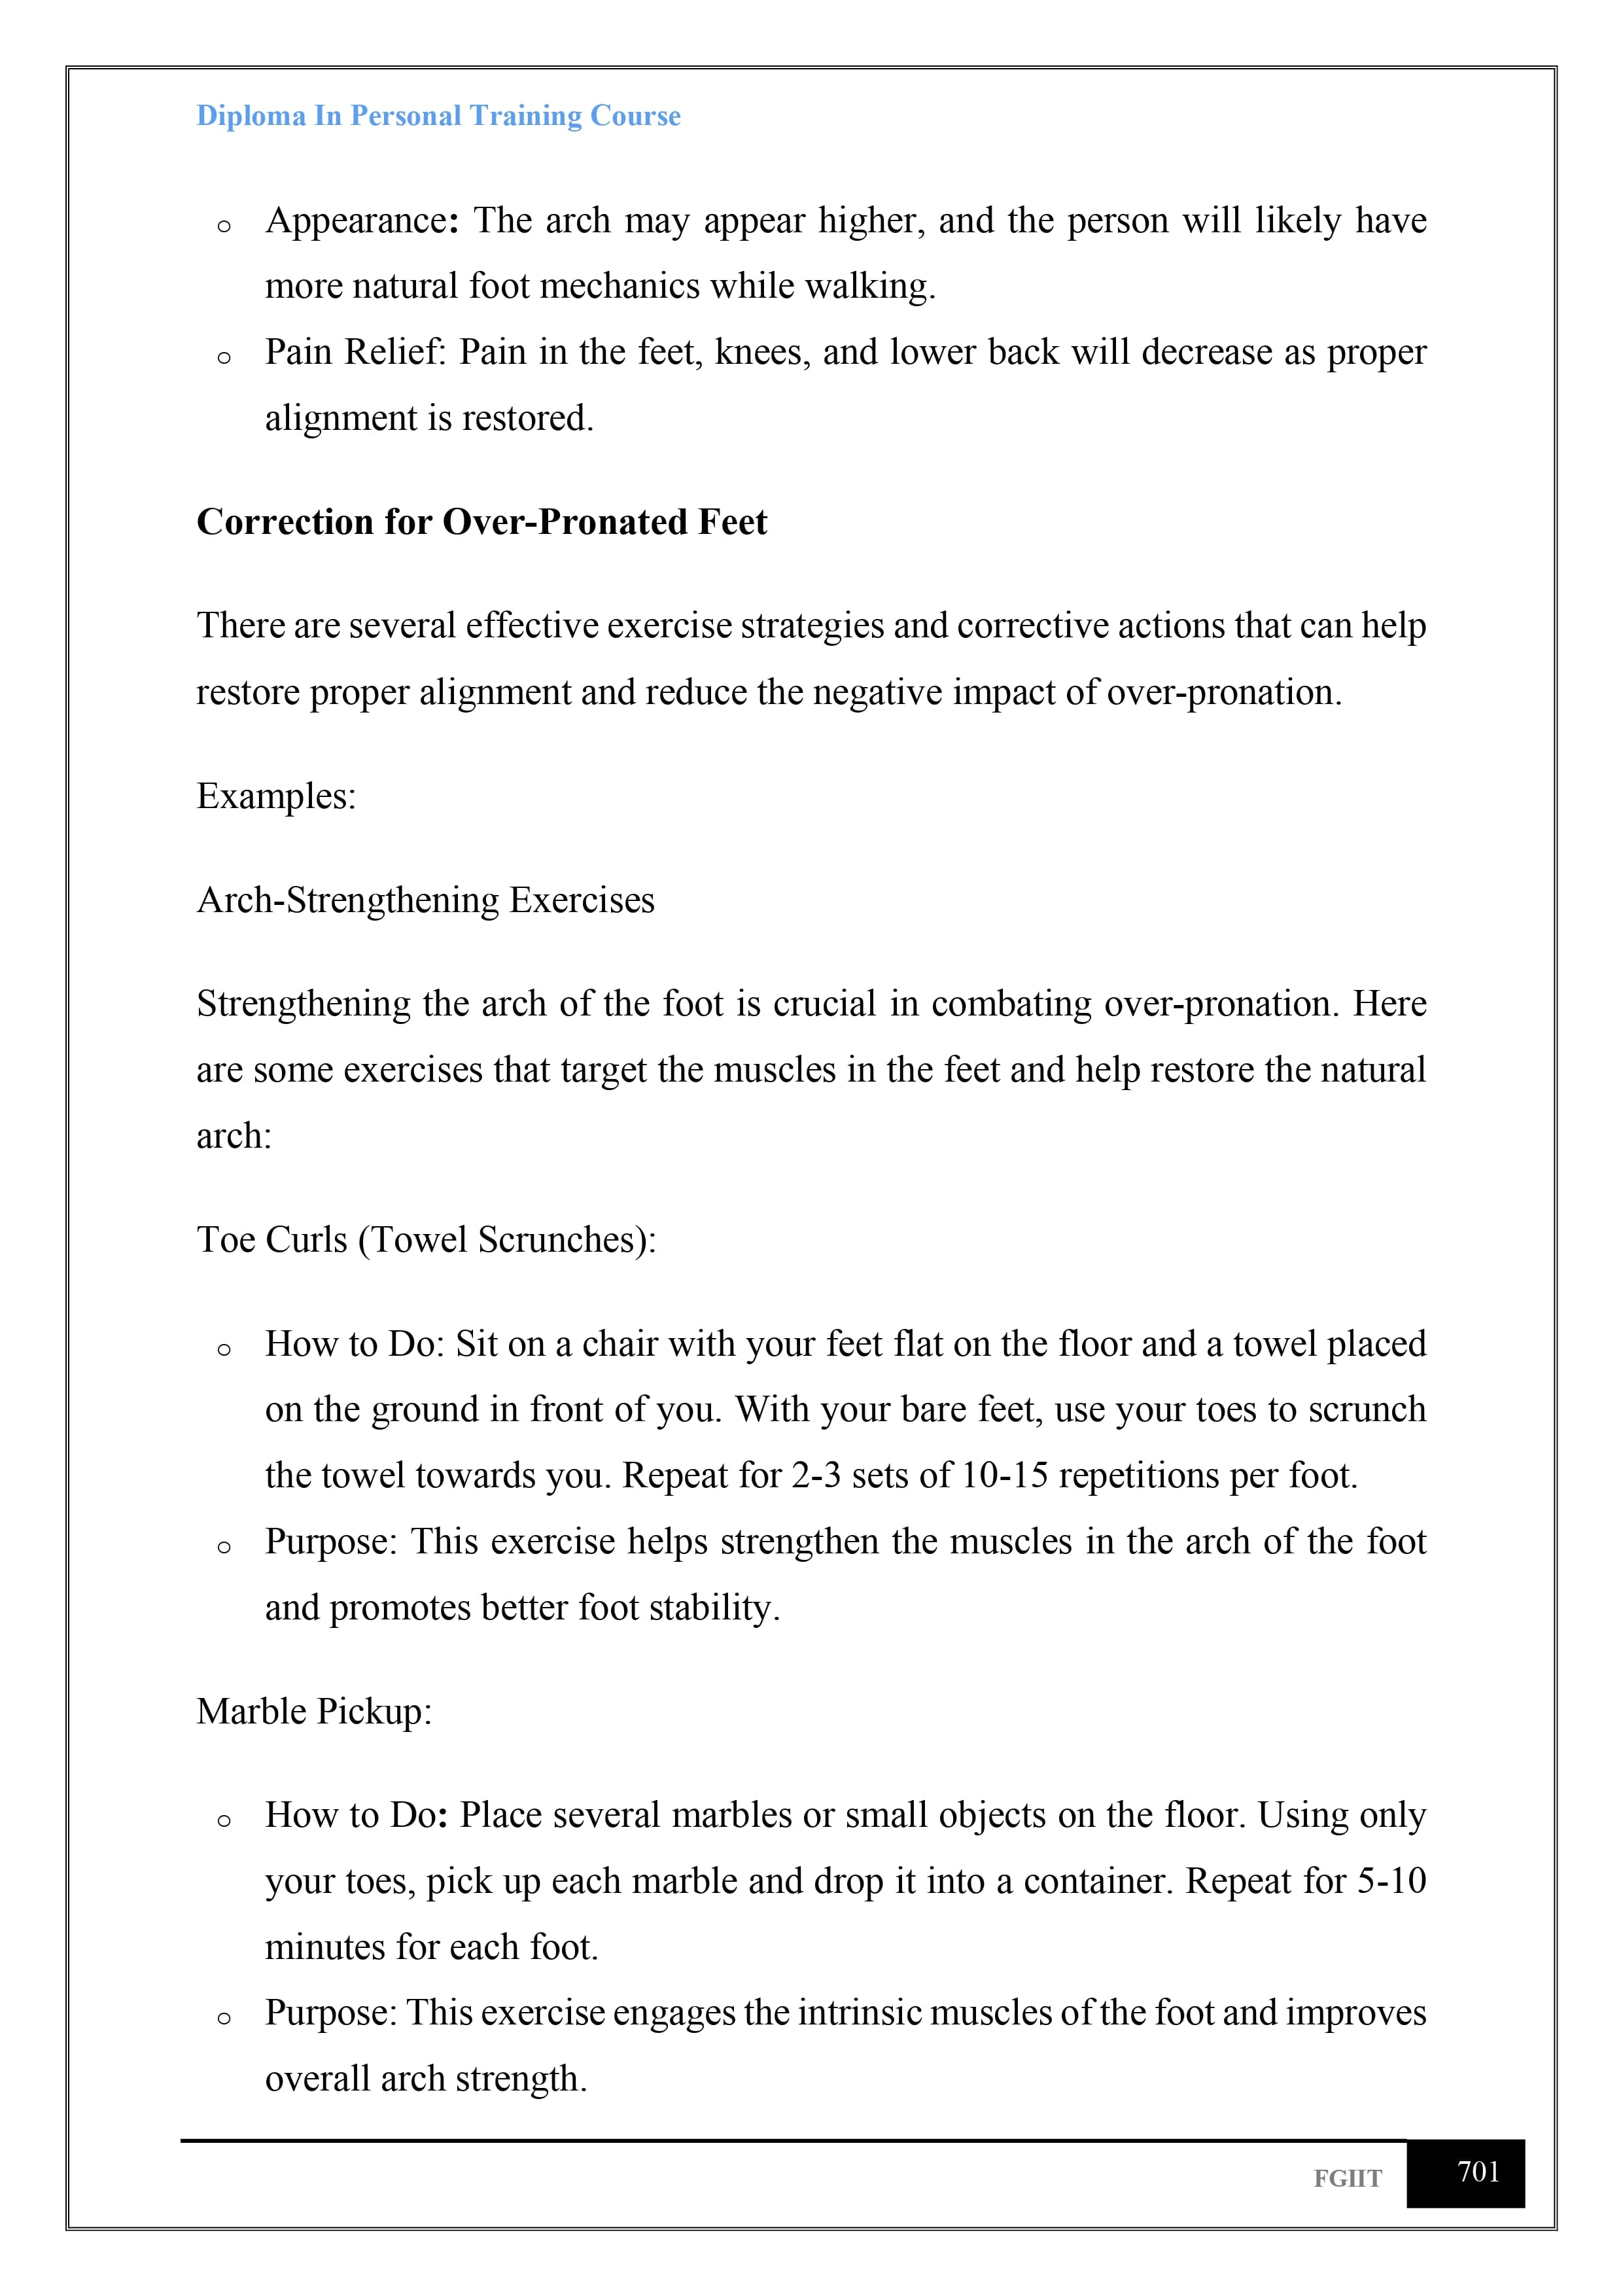 Diploma In Personal Training Course
o Appearance: The arch may appear higher, and the person will likely have
more natural foot mechanics while walking.
o Pain Relief: Pain in the feet, knees, and lower back will decrease as proper
alignment is restored.
Correction for Over-Pronated Feet
There are several effective exercise strategies and corrective actions that can help
restore proper alignment and reduce the negative impact of over-pronation.
Examples:
Arch-Strengthening Exercises
Strengthening the arch of the foot is crucial in combating over-pronation. Here
are some exercises that target the muscles in the feet and help restore the natural
arch:
Toe Curls (Towel Scrunches):
o How to Do: Sit on a chair with your feet flat on the floor and a towel placed
on the ground in front of you. With your bare feet, use your toes to scrunch
the towel towards you. Repeat for 2-3 sets of 10-15 repetitions per foot.
o Purpose: This exercise helps strengthen the muscles in the arch of the foot
and promotes better foot stability.
Marble Pickup:
o How to Do: Place several marbles or small objects on the floor. Using only
your toes, pick up each marble and drop it into a container. Repeat for 5-10
minutes for each foot.
o Purpose: This exercise engages the intrinsic muscles of the foot and improves
overall arch strength.
FGIIT 701